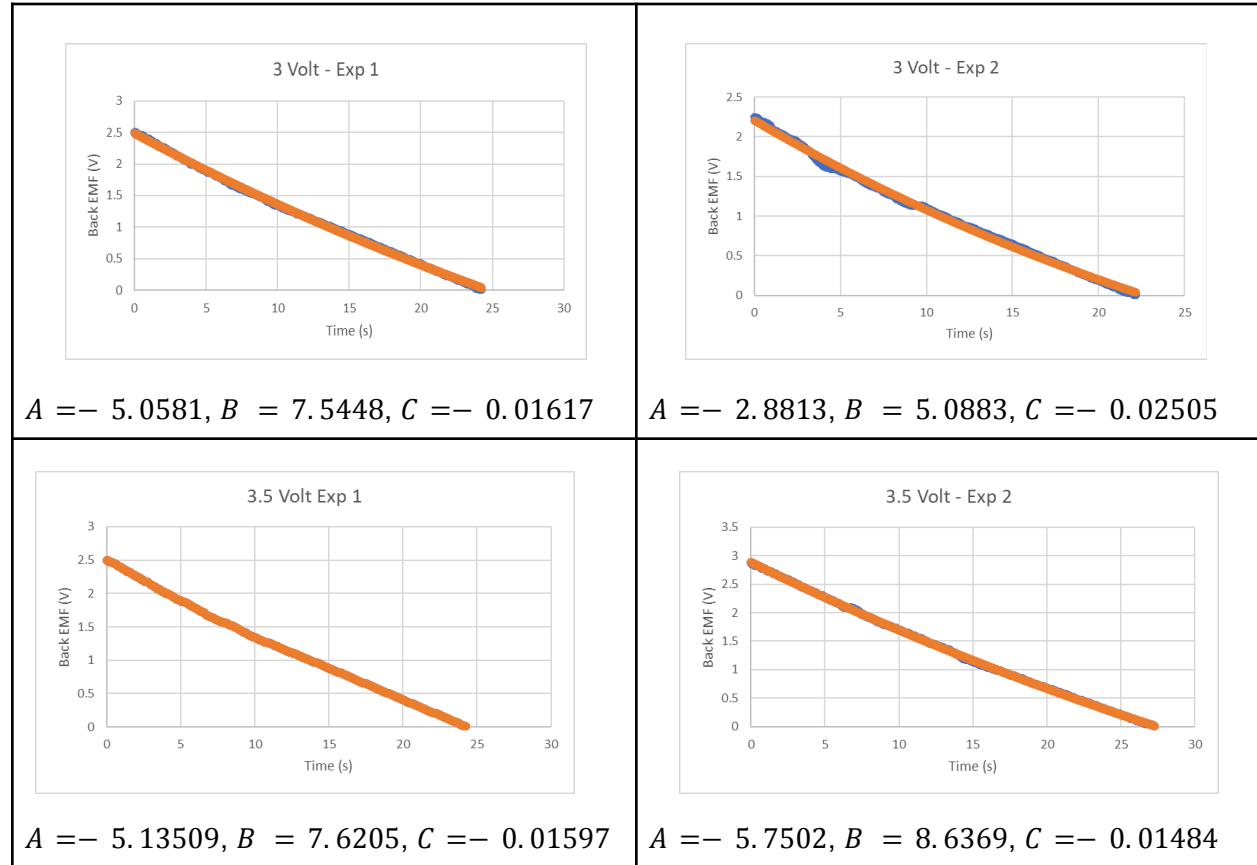 3 Volt - Exp 1
Back EMF (V)
3
2.5
2
1.5
1
0.5
0
0 5 10 15 20 25 30
Time (s)
A =− 5.0581, B = 7.5448, C =− 0.01617
3 Volt - Exp 2
Back EMF (V)
2.5
2
1.5
1
0.5
0
0 5 10 15 20 25
Time (s)
A =− 2.8813, B = 5.0883, C =− 0.02505
3.5 Volt Exp 1
Back EMF (V)
3
2.5
2
1.5
1
0.5
0
0 5 10 15 20 25 30
Time (s)
A =− 5.13509, B = 7.6205, C =− 0.01597
3.5 Volt - Exp 2
Back EMF (V)
3.5
3
2.5
2
1.5
1
0.5
0
0 5 10 15 20 25 30
Time (s)
A =− 5.7502, B = 8.6369, C =− 0.01484